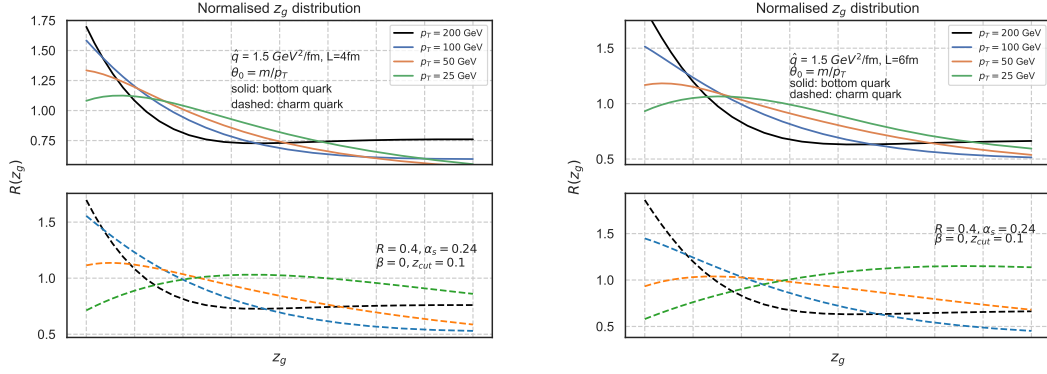 Normalised z_g distribution
1.75
1.50
1.25
1.00
0.75
p_T = 200 GeV
p_T = 100 GeV
p_T = 50 GeV
p_T = 25 GeV
q̂ = 1.5 GeV²/fm, L=4fm
θ₀ = m/p_T
solid: bottom quark
dashed: charm quark
R(z_g)
1.5
1.0
0.5
R = 0.4, α_s = 0.24
β = 0, z_cut = 0.1
z_g
Normalised z_g distribution
1.5
1.0
0.5
p_T = 200 GeV
p_T = 100 GeV
p_T = 50 GeV
p_T = 25 GeV
q̂ = 1.5 GeV²/fm, L=6fm
θ₀ = m/p_T
solid: bottom quark
dashed: charm quark
R(z_g)
1.5
1.0
0.5
R = 0.4, α_s = 0.24
β = 0, z_cut = 0.1
z_g